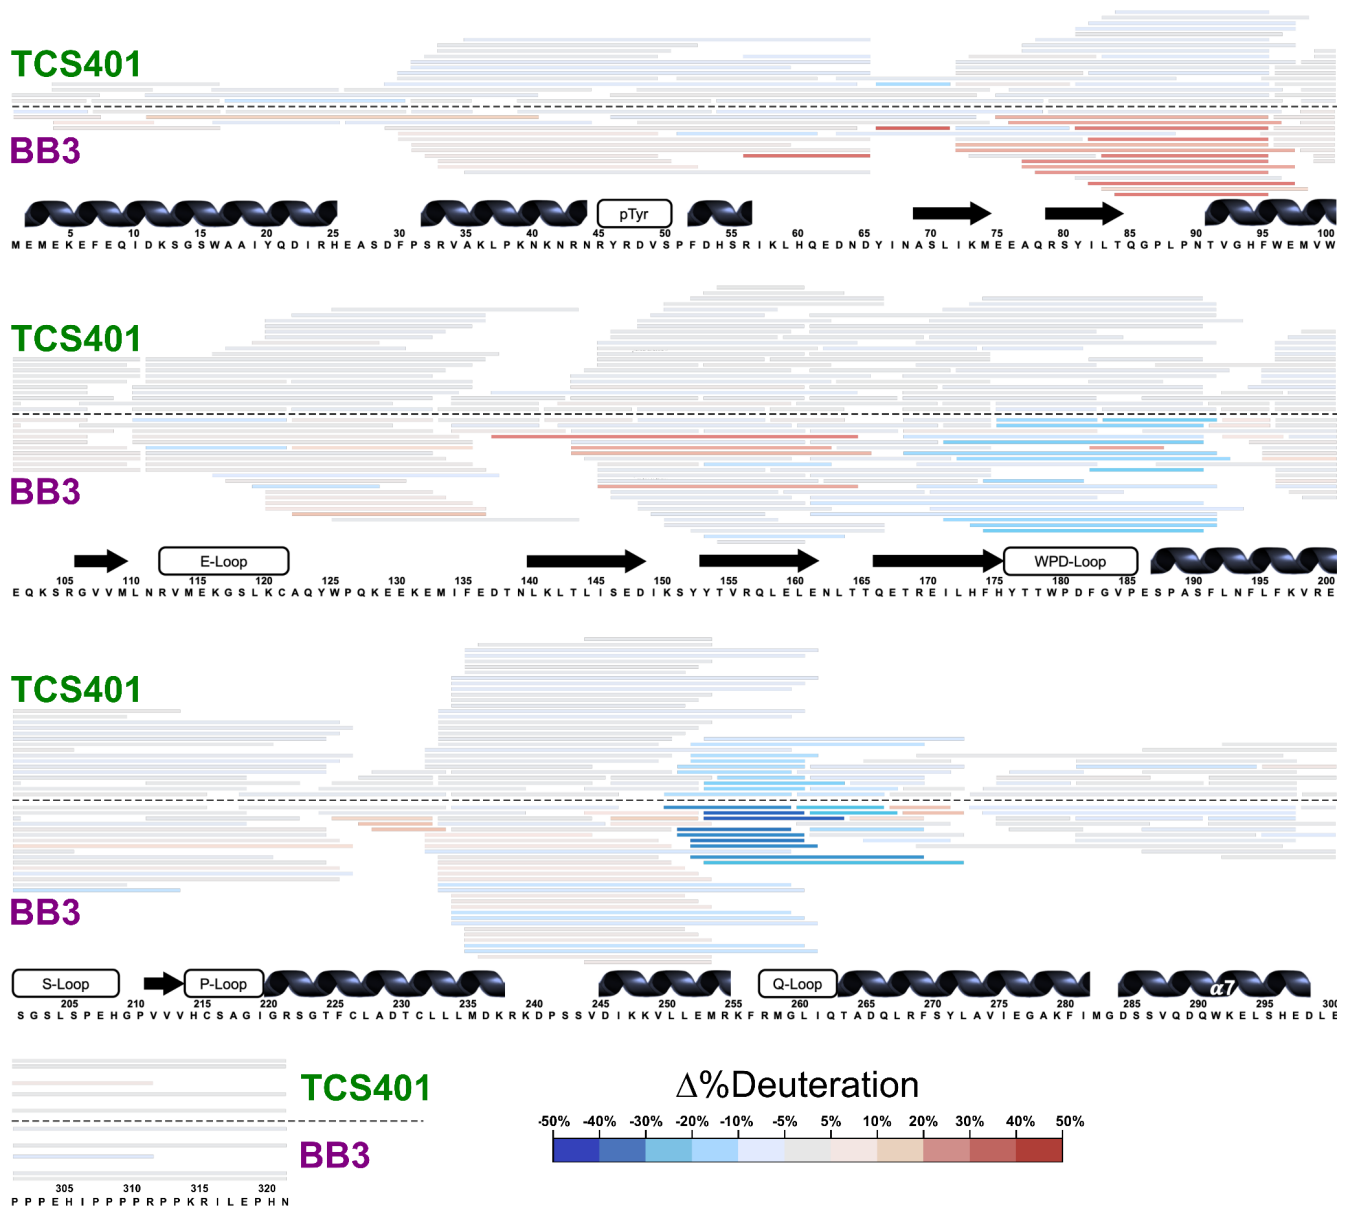 TCS401
BB3
pTyr
5 10 15 20 25 30 35 40 45 50 55 60 65 70 75 80 85 90 95 100
M E M E K E F E Q I D K S G S W A A I Y Q D I R H E A S D F P S R V A K L P K N K N R N R Y R D V S P F D H S R I K L H Q E D N D Y I N A S L I K M E E A Q R S Y I L T Q G P L P N T V G H F W E M V W
TCS401
BB3
E-Loop WPD-Loop
105 110 115 120 125 130 135 140 145 150 155 160 165 170 175 180 185 190 195 200
E Q K S R G V V M L N R V M E K G S L K C A Q Y W P Q K E E K E M I F E D T N L K L T L I S E D I K S Y Y T V R Q L E L E N L T T Q E T R E I L H F H Y T T W P D F G V P E S P A S F L N F L F K V R E
TCS401
BB3
S-Loop P-Loop Q-Loop α7
205 210 215 220 225 230 235 240 245 250 255 260 265 270 275 280 285 290 295 300
S G S L S P E H G P V V V H C S A G I G R S G T F C L A D T C L L L M D K R K D P S S V D I K K V L L E M R K F R M G L I Q T A D Q L R F S Y L A V I E G A K F I M G D S S V Q D Q W K E L S H E D L E
TCS401
BB3
305 310 315 320
P P P E H I P P P P R P P K R I L E P H N
Δ%Deuteration
-50% -40% -30% -20% -10% -5% 5% 10% 20% 30% 40% 50%